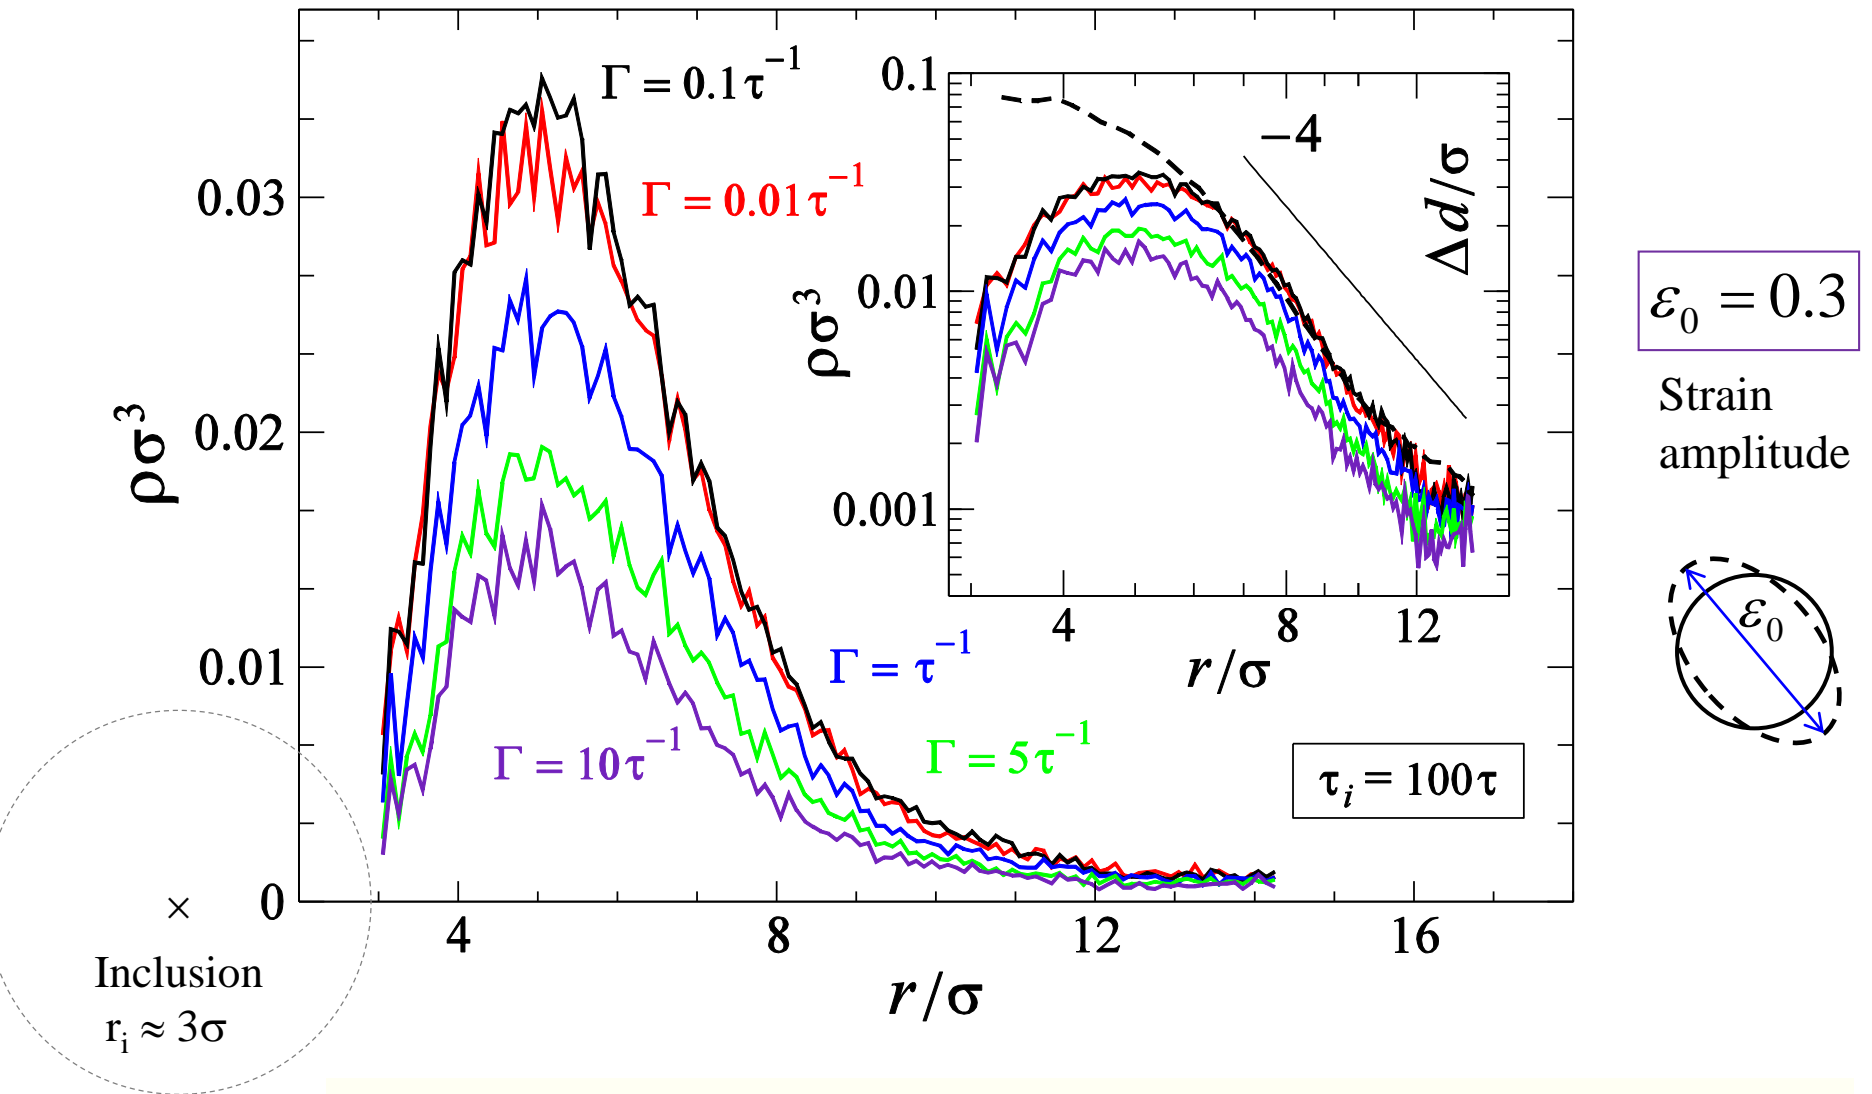 Γ = 0.1τ⁻¹
Γ = 0.01τ⁻¹
Γ = τ⁻¹
Γ = 5τ⁻¹
Γ = 10τ⁻¹
τᵢ = 100τ
ρσ³
0.03
0.02
0.01
0
4
8
12
16
r/σ
0.1
0.01
0.001
ρσ³
−4
Δd/σ
4
8
12
r/σ
ε₀ = 0.3
Strain
amplitude
ε₀
×
Inclusion
rᵢ ≈ 3σ